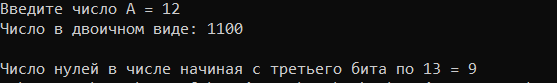 Введите число A = 12
Число в двоичном виде: 1100
Число нулей в числе начиная с третьего бита по 13 = 9